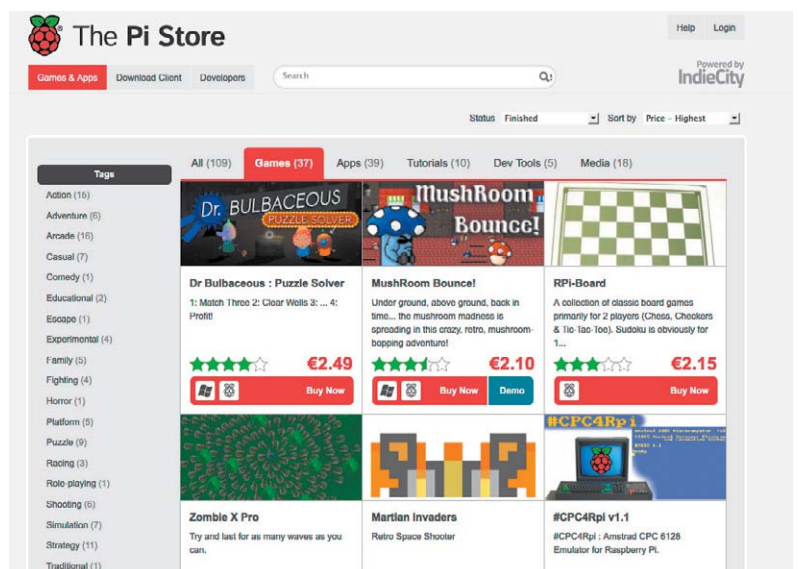 The Pi Store
Help Login
Games & Apps Download Client Developers Search
Powered by
IndieCity
Status Finished Sort by Price - Highest
Tags
All (109) Games (37) Apps (39) Tutorials (10) Dev Tools (5) Media (18)
Action (16)
Adventure (6)
Arcade (16)
Casual (7)
Comedy (1)
Educational (2)
Escape (1)
Experimental (4)
Family (5)
Fighting (4)
Horror (1)
Platform (5)
Puzzle (9)
Racing (3)
Role-playing (1)
Shooting (6)
Simulation (7)
Strategy (11)
Traditional (1)
Dr. BULBACEOUS
PUZZLE SOLVER
Dr Bulbaceous : Puzzle Solver
1: Match Three 2: Clear Wells 3: ... 4:
Profit!
€2.49
Buy Now
MushRoom
Bounce!
MushRoom Bounce!
Under ground, above ground, back in
time... the mushroom madness is
spreading in this crazy, retro, mushroom-
bopping adventure!
€2.10
Buy Now Demo
RPi-Board
A collection of classic board games
primarily for 2 players (Chess, Checkers
& Tic-Tac-Toe). Sudoku is obviously for
1...
€2.15
Buy Now
Zombie X Pro
Try and last for as many waves as you
can.
Martian Invaders
Retro Space Shooter
#CPC4Rpi
#CPC4Rpi v1.1
#CPC4Rpi : Amstrad CPC 6128
Emulator for Raspberry Pi.